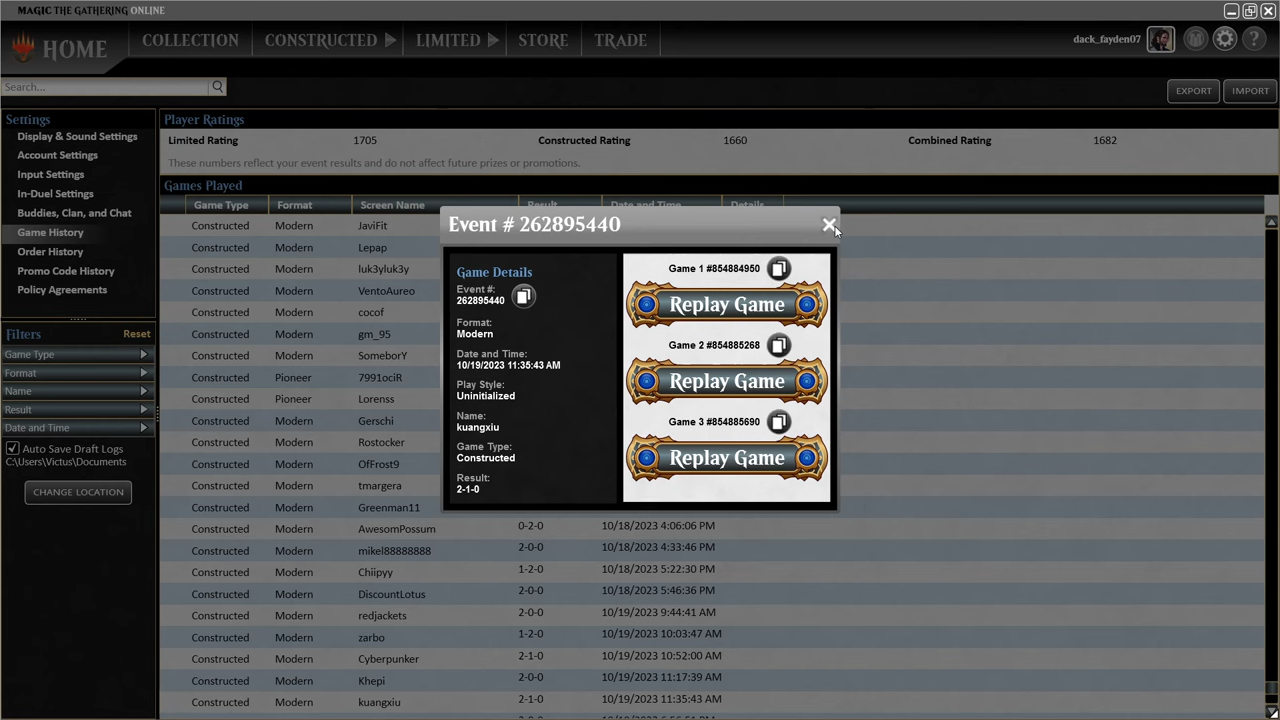 MAGIC THE GATHERING ONLINE
HOME
COLLECTION
CONSTRUCTED
LIMITED
STORE
TRADE
dack_fayden07
Search...
EXPORT
IMPORT
Settings
Display & Sound Settings
Account Settings
Input Settings
In-Duel Settings
Buddies, Clan, and Chat
Game History
Order History
Promo Code History
Policy Agreements
Filters Reset
Game Type
Format
Name
Result
Date and Time
Auto Save Draft Logs
C:\Users\Victus\Documents
CHANGE LOCATION
Player Ratings
Limited Rating 1705 Constructed Rating 1660 Combined Rating 1682
These numbers reflect your event results and do not affect future prizes or promotions.
Games Played
Game Type Format Screen Name Result Date and Time Details
Constructed Modern JaviFit
Constructed Modern Lepap
Constructed Modern luk3yluk3y
Constructed Modern VentoAureo
Constructed Modern cocof
Constructed Modern gm_95
Constructed Modern SomeborY
Constructed Pioneer 7991ociR
Constructed Pioneer Lorenss
Constructed Modern Gerschi
Constructed Modern Rostocker
Constructed Modern OfFrost9
Constructed Modern tmargera
Constructed Modern Greenman11
Constructed Modern AwesomPossum 0-2-0 10/18/2023 4:06:06 PM
Constructed Modern mikel88888888 2-0-0 10/18/2023 4:33:46 PM
Constructed Modern Chiipyy 1-2-0 10/18/2023 5:22:30 PM
Constructed Modern DiscountLotus 2-0-0 10/18/2023 5:46:36 PM
Constructed Modern redjackets 2-0-0 10/19/2023 9:44:41 AM
Constructed Modern zarbo 1-2-0 10/19/2023 10:03:47 AM
Constructed Modern Cyberpunker 2-1-0 10/19/2023 10:52:00 AM
Constructed Modern Khepi 2-0-0 10/19/2023 11:17:39 AM
Constructed Modern kuangxiu 2-1-0 10/19/2023 11:35:43 AM
Event # 262895440
Game Details
Event #:
262895440
Format:
Modern
Date and Time:
10/19/2023 11:35:43 AM
Play Style:
Uninitialized
Name:
kuangxiu
Game Type:
Constructed
Result:
2-1-0
Game 1 #854884950
Replay Game
Game 2 #854885268
Replay Game
Game 3 #854885690
Replay Game